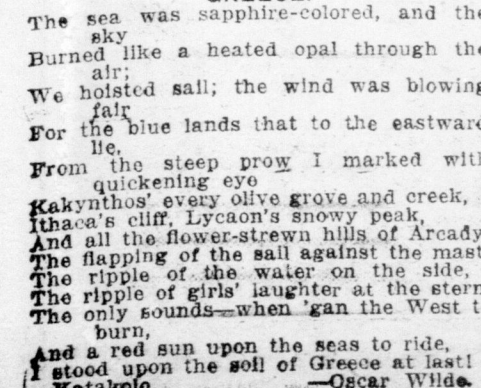 The sea was sapphire-colored, and the
sky
Burned like a heated opal through the
air;
We hoisted sail; the wind was blowing
fair
For the blue lands that to the eastward
lie.
From the steep prow I marked with
quickening eye
Kakynthos' every olive grove and creek,
Ithaca's cliff, Lycaon's snowy peak,
And all the flower-strewn hills of Arcady
The flapping of the sail against the mast
The ripple of the water on the side,
The ripple of girls' laughter at the stern
The only sounds—when 'gan the West t
burn,
And a red sun upon the seas to ride,
I stood upon the soil of Greece at last!
Katakolo. —Oscar Wilde.